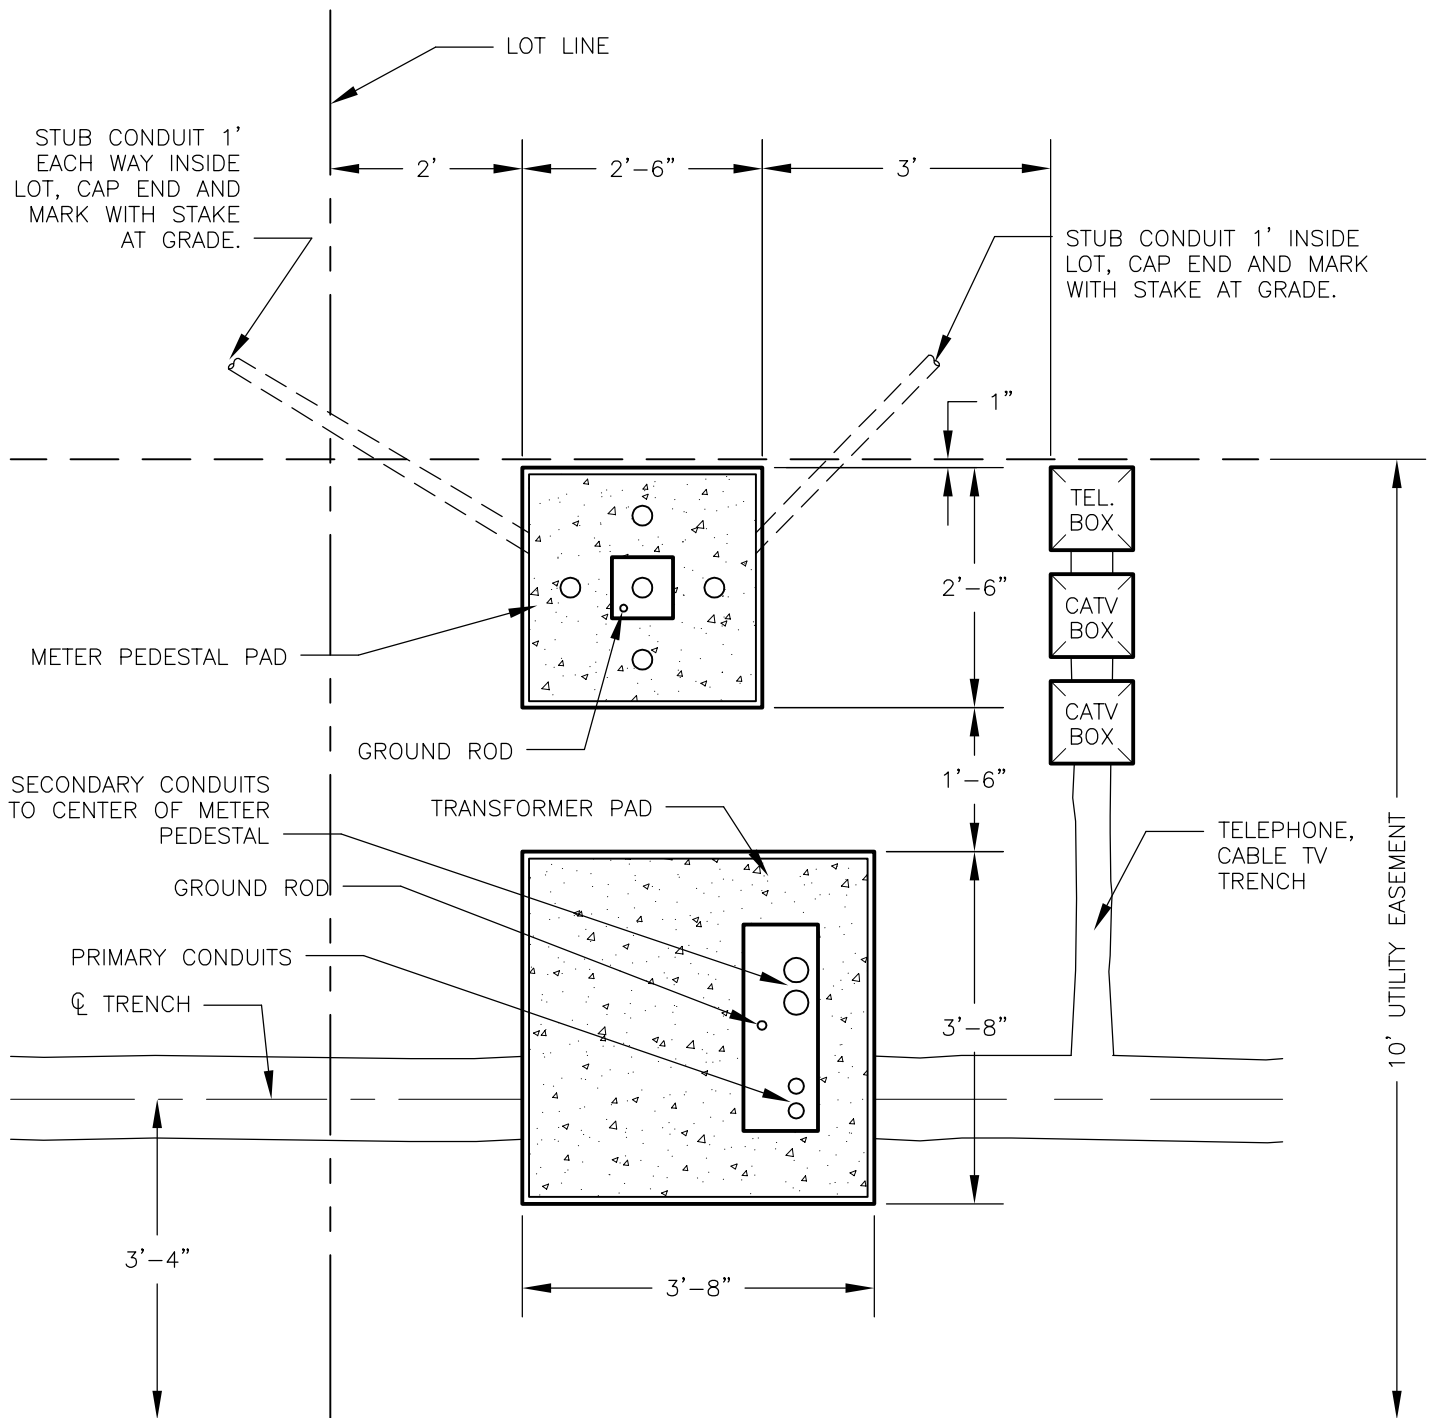 LOT LINE
STUB CONDUIT 1'
EACH WAY INSIDE
LOT, CAP END AND
MARK WITH STAKE
AT GRADE.
2'
2'-6"
3'
STUB CONDUIT 1' INSIDE
LOT, CAP END AND MARK
WITH STAKE AT GRADE.
1"
TEL.
BOX
2'-6"
CATV
BOX
METER PEDESTAL PAD
CATV
BOX
GROUND ROD
1'-6"
SECONDARY CONDUITS
TO CENTER OF METER
PEDESTAL
TRANSFORMER PAD
TELEPHONE,
CABLE TV
TRENCH
GROUND ROD
PRIMARY CONDUITS
℄ TRENCH
3'-8"
10' UTILITY EASEMENT
3'-4"
3'-8"